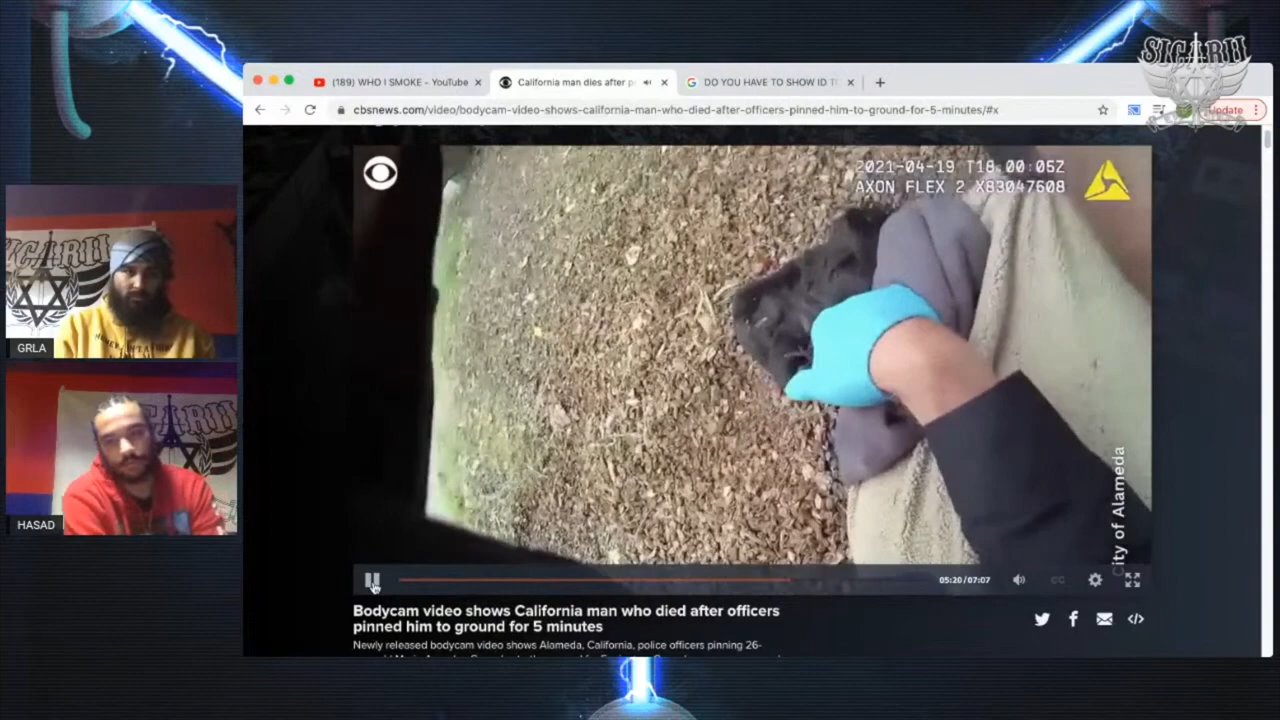 SICARII
(189) WHO I SMOKE - YouTube
California man dies after p
DO YOU HAVE TO SHOW ID T
cbsnews.com/video/bodycam-video-shows-california-man-who-died-after-officers-pinned-him-to-ground-for-5-minutes/#x
Update
2021-04-19 T18:00:05Z
AXON FLEX 2 X83047608
SICARII
GRLA
SICARII
HASAD
City of Alameda
05:20/07:07
CC
Bodycam video shows California man who died after officers
pinned him to ground for 5 minutes
Newly released bodycam video shows Alameda, California, police officers pinning 26-